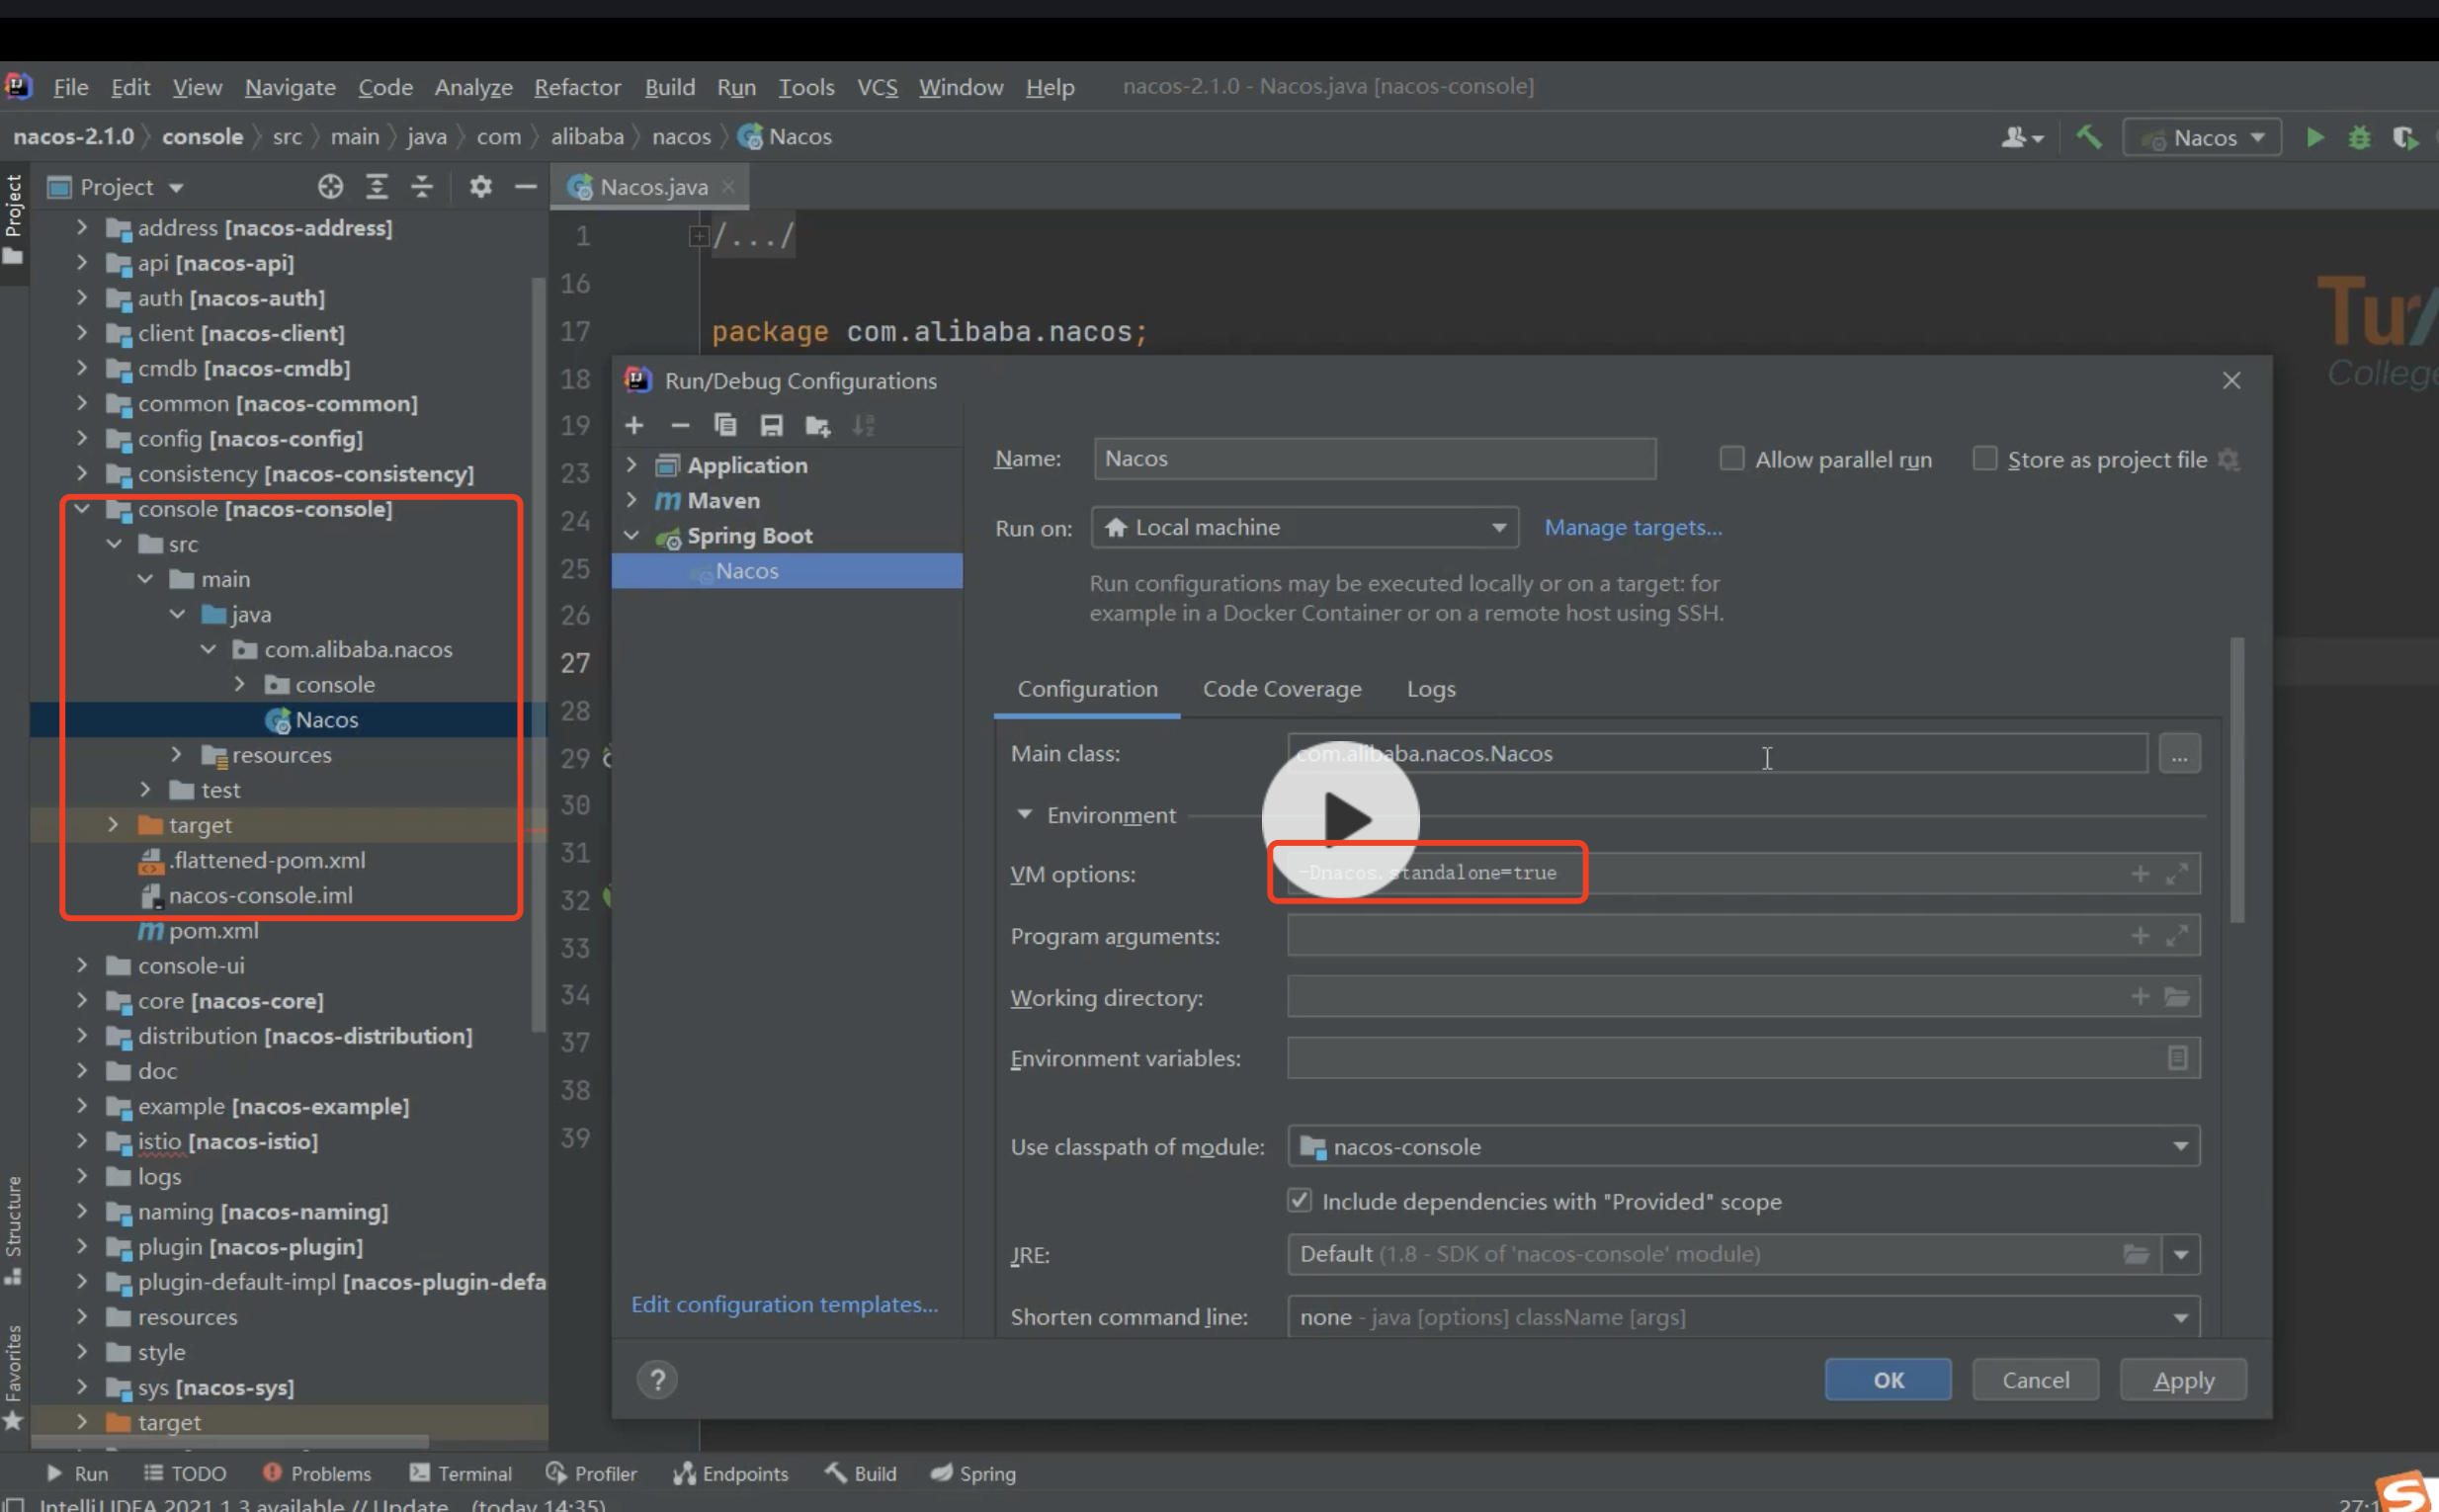 File Edit View Navigate Code Analyze Refactor Build Run Tools VCS Window Help nacos-2.1.0 - Nacos.java [nacos-console]
nacos-2.1.0 console src main java com alibaba nacos Nacos
Nacos
Project
Project
Nacos.java
address [nacos-address]
api [nacos-api]
auth [nacos-auth]
client [nacos-client]
cmdb [nacos-cmdb]
common [nacos-common]
config [nacos-config]
consistency [nacos-consistency]
console [nacos-console]
src
main
java
com.alibaba.nacos
console
Nacos
resources
test
target
.flattened-pom.xml
nacos-console.iml
pom.xml
console-ui
core [nacos-core]
distribution [nacos-distribution]
doc
example [nacos-example]
istio [nacos-istio]
logs
naming [nacos-naming]
plugin [nacos-plugin]
plugin-default-impl [nacos-plugin-defa
resources
style
sys [nacos-sys]
target
Structure
Favorites
1 /.../
16
17 package com.alibaba.nacos;
18
19
23
24
25
26
27
28
29
30
31
32
33
34
37
38
39
College
Run/Debug Configurations
Application
Maven
Spring Boot
Nacos
Edit configuration templates...
Name: Nacos
Allow parallel run
Store as project file
Run on: Local machine
Manage targets...
Run configurations may be executed locally or on a target: for
example in a Docker Container or on a remote host using SSH.
Configuration Code Coverage Logs
Main class: com.alibaba.nacos.Nacos
...
Environment
VM options: -Dnacos.standalone=true
Program arguments:
Working directory:
Environment variables:
Use classpath of module: nacos-console
Include dependencies with "Provided" scope
JRE: Default (1.8 - SDK of 'nacos-console' module)
Shorten command line: none - java [options] className [args]
?
OK Cancel Apply
Run TODO Problems Terminal Profiler Endpoints Build Spring
IntelliJ IDEA 2021.1.3 available // Update... (today 14:35)